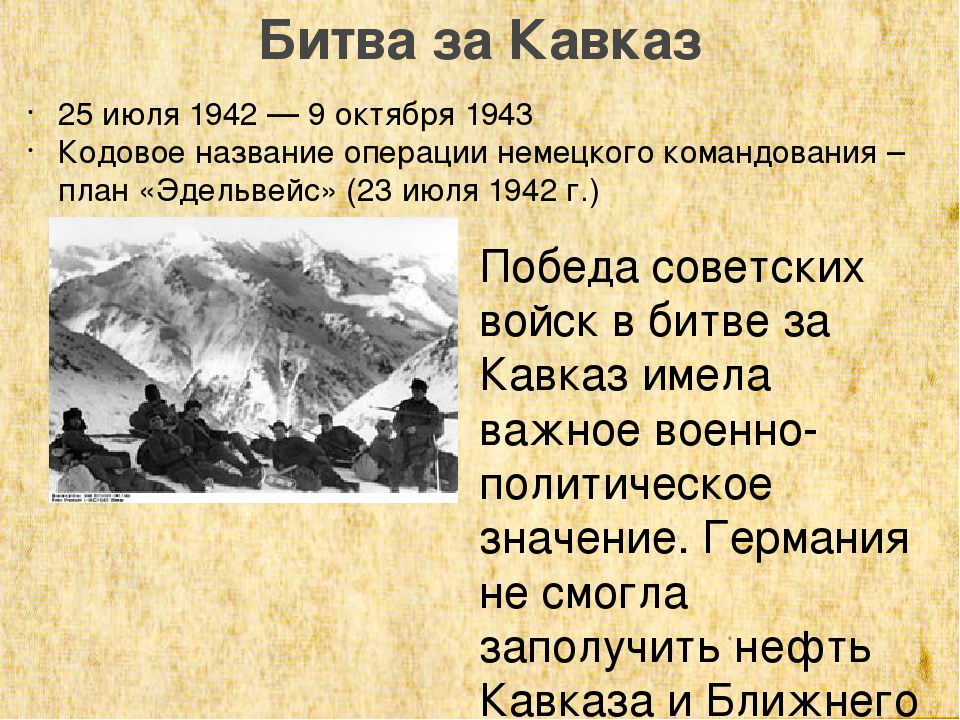 Битва за Кавказ
· 25 июля 1942 — 9 октября 1943
· Кодовое название операции немецкого командования –
план «Эдельвейс» (23 июля 1942 г.)
Победа советских
войск в битве за
Кавказ имела
важное военно-
политическое
значение. Германия
не смогла
заполучить нефть
Кавказа и Ближнего